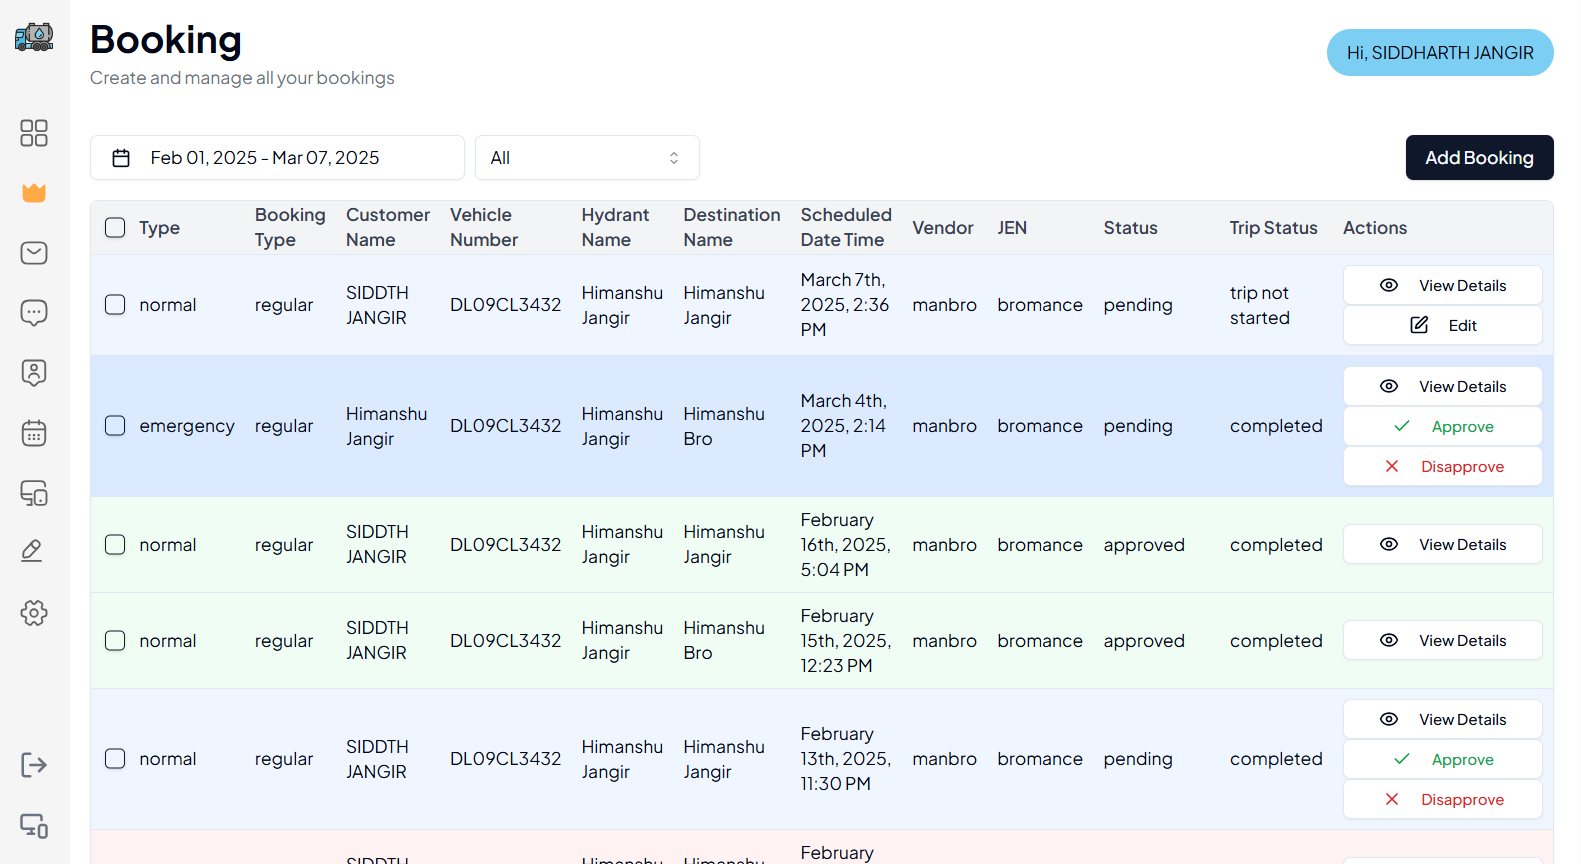 Booking
Create and manage all your bookings
Hi, SIDDHARTH JANGIR
Feb 01, 2025 - Mar 07, 2025
All
Add Booking
Type Booking Type Customer Name Vehicle Number Hydrant Name Destination Name Scheduled Date Time Vendor JEN Status Trip Status Actions
normal regular SIDDTH JANGIR DL09CL3432 Himanshu Jangir Himanshu Jangir March 7th, 2025, 2:36 PM manbro bromance pending trip not started View Details Edit
emergency regular Himanshu Jangir DL09CL3432 Himanshu Jangir Himanshu Bro March 4th, 2025, 2:14 PM manbro bromance pending completed View Details Approve Disapprove
normal regular SIDDTH JANGIR DL09CL3432 Himanshu Jangir Himanshu Jangir February 16th, 2025, 5:04 PM manbro bromance approved completed View Details
normal regular SIDDTH JANGIR DL09CL3432 Himanshu Jangir Himanshu Bro February 15th, 2025, 12:23 PM manbro bromance approved completed View Details
normal regular SIDDTH JANGIR DL09CL3432 Himanshu Jangir Himanshu Jangir February 13th, 2025, 11:30 PM manbro bromance pending completed View Details Approve Disapprove
SIDDTH Himanshu Himanshu February